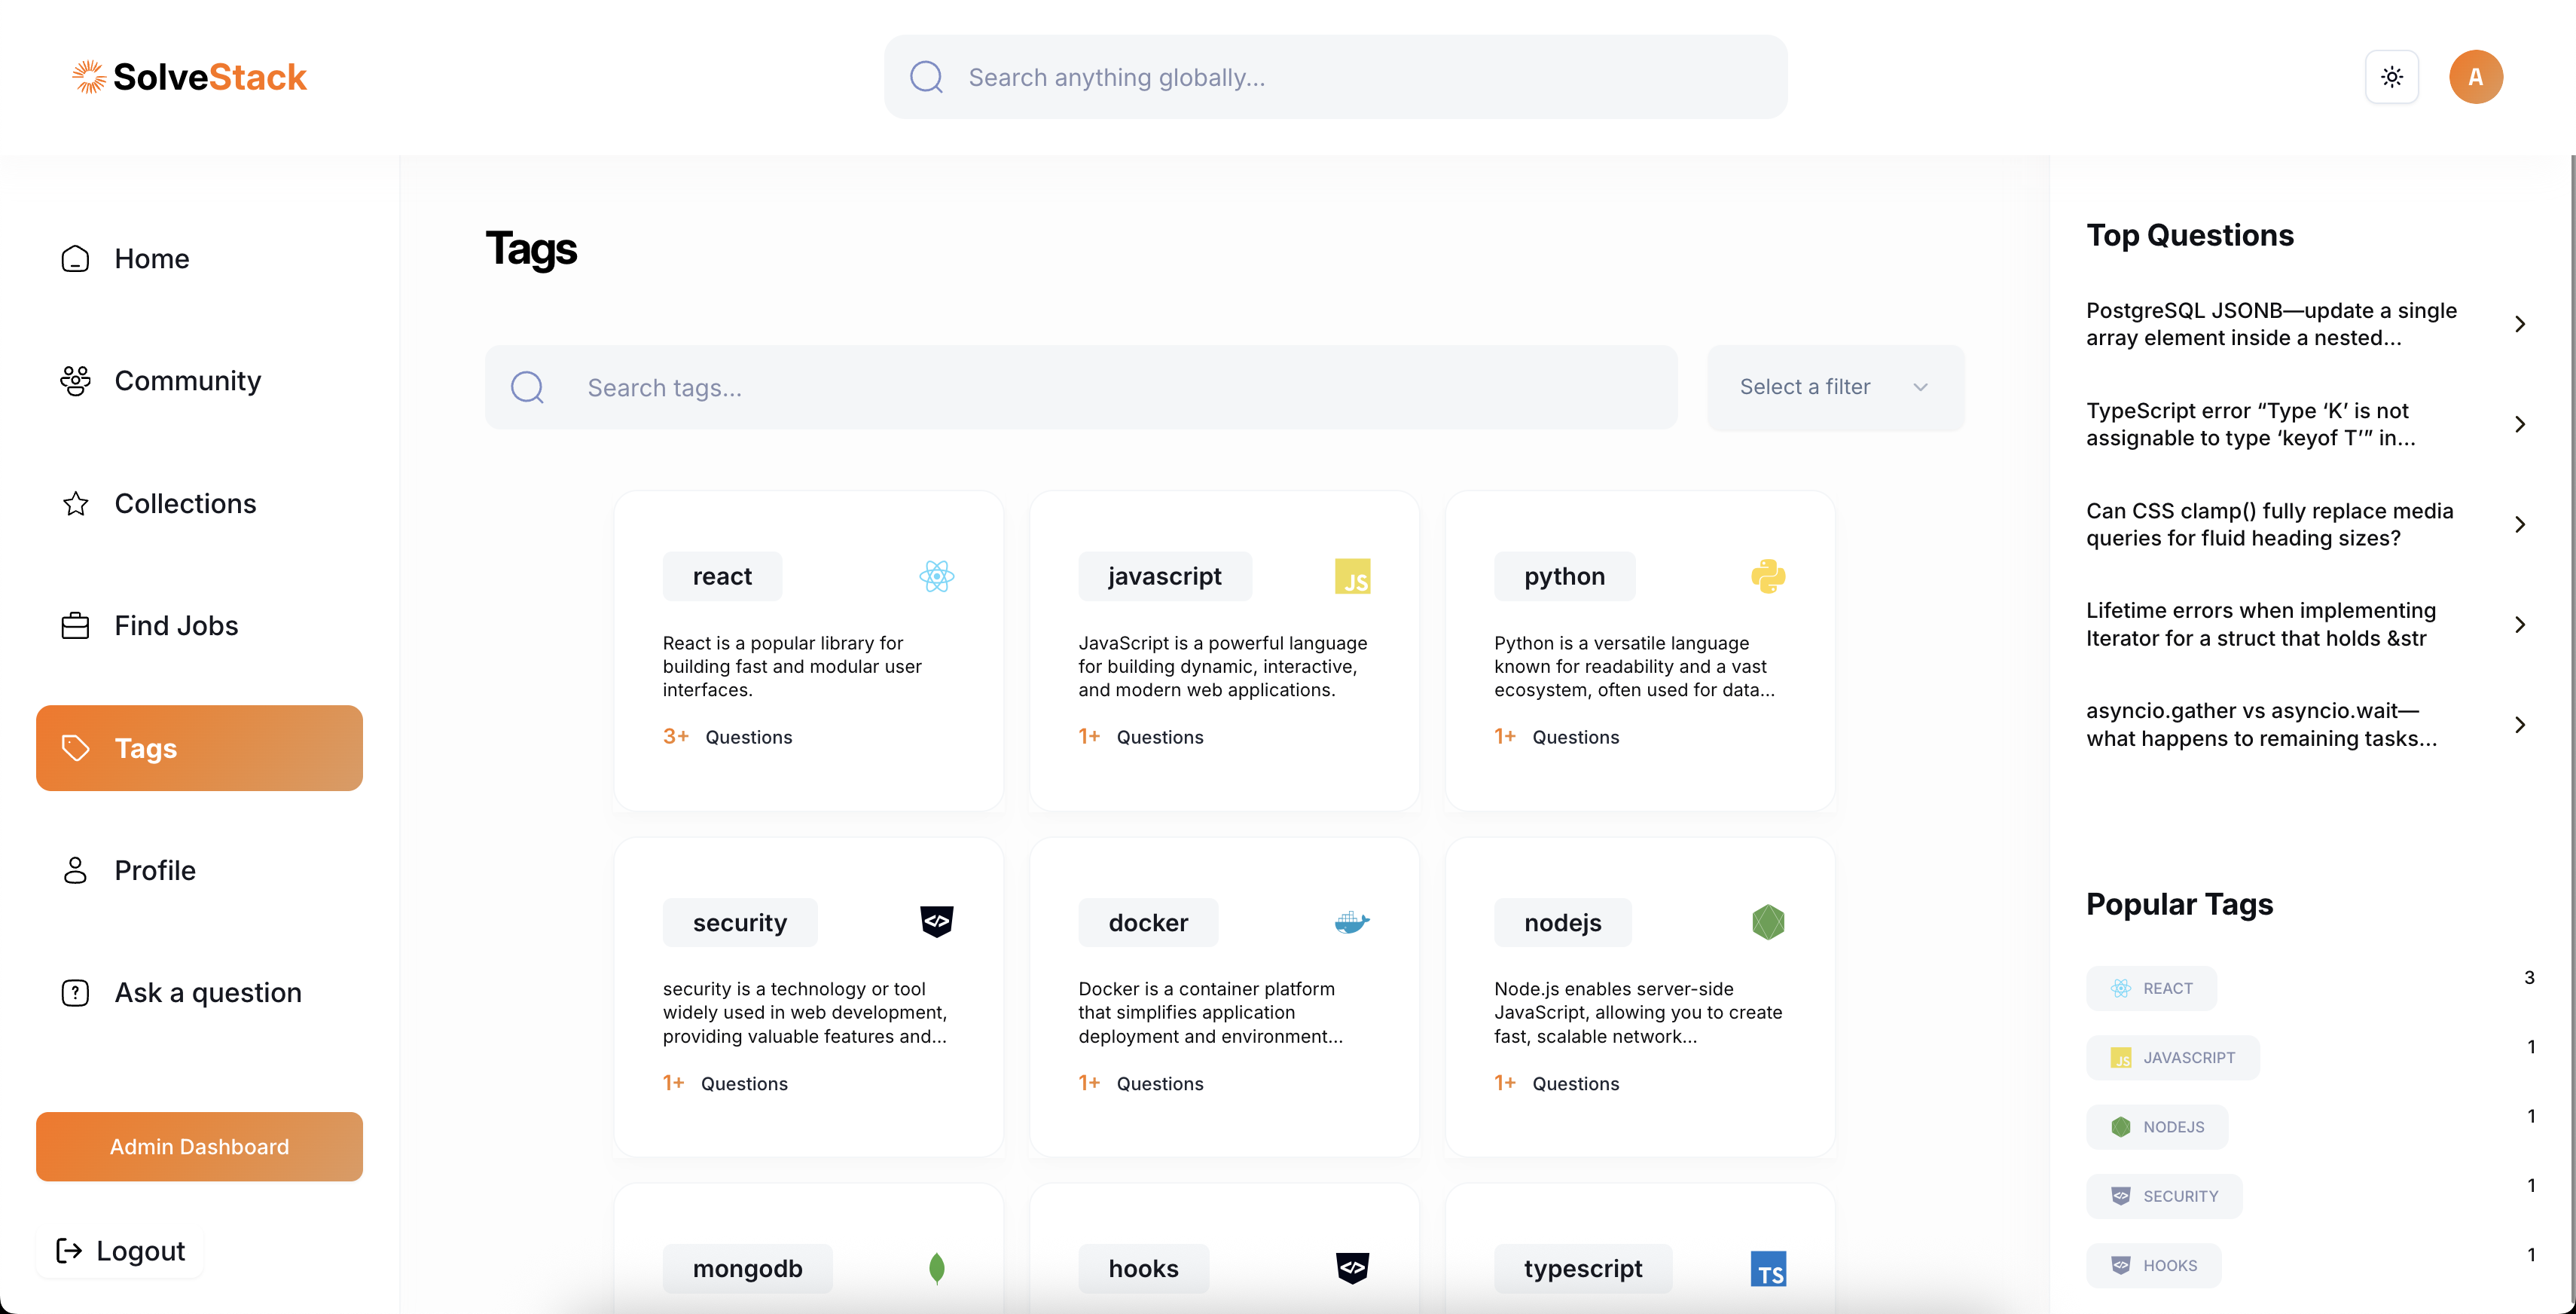 SolveStack
Search anything globally...
A
Home
Community
Collections
Find Jobs
Tags
Profile
Ask a question
Admin Dashboard
Logout
Tags
Search tags...
Select a filter
react
React is a popular library for
building fast and modular user
interfaces.
3+ Questions
javascript
JS
JavaScript is a powerful language
for building dynamic, interactive,
and modern web applications.
1+ Questions
python
Python is a versatile language
known for readability and a vast
ecosystem, often used for data...
1+ Questions
security
security is a technology or tool
widely used in web development,
providing valuable features and...
1+ Questions
docker
Docker is a container platform
that simplifies application
deployment and environment...
1+ Questions
nodejs
Node.js enables server-side
JavaScript, allowing you to create
fast, scalable network...
1+ Questions
mongodb
hooks
typescript
TS
Top Questions
PostgreSQL JSONB—update a single
array element inside a nested...
TypeScript error “Type ‘K’ is not
assignable to type ‘keyof T’” in...
Can CSS clamp() fully replace media
queries for fluid heading sizes?
Lifetime errors when implementing
Iterator for a struct that holds &str
asyncio.gather vs asyncio.wait—
what happens to remaining tasks...
Popular Tags
REACT 3
JS JAVASCRIPT 1
NODEJS 1
SECURITY 1
HOOKS 1